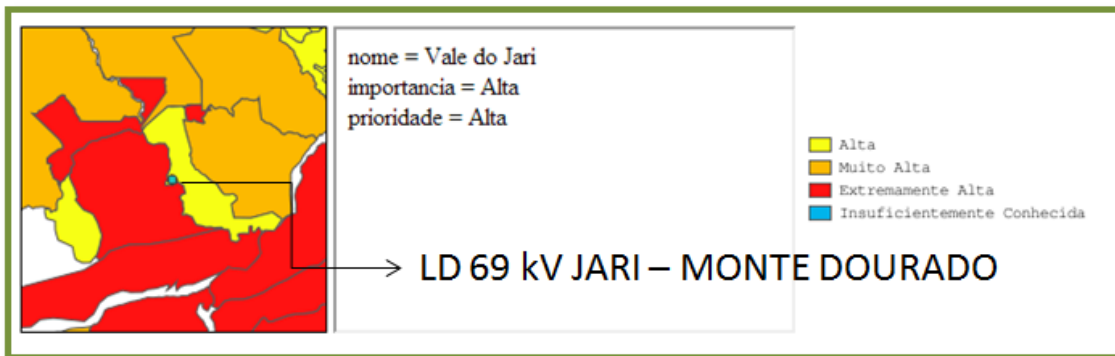 nome = Vale do Jari
importancia = Alta
prioridade = Alta
Alta
Muito Alta
Extremamente Alta
Insuficientemente Conhecida
LD 69 kV JARI – MONTE DOURADO